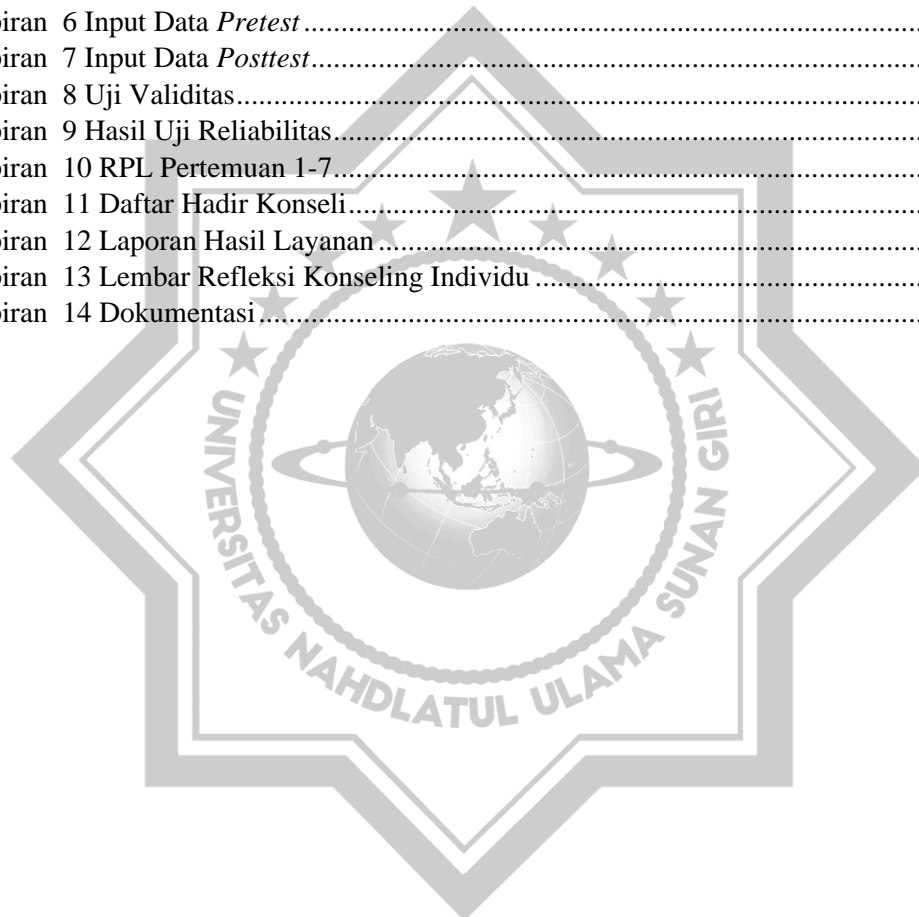 piran  6 Input Data Pretest ........................................................................................
piran  7 Input Data Posttest .......................................................................................
piran  8 Uji Validitas ..................................................................................................
piran  9 Hasil Uji Reliabilitas ....................................................................................
piran  10 RPL Pertemuan 1-7 ....................................................................................
piran  11 Daftar Hadir Konseli ..................................................................................
piran  12 Laporan Hasil Layanan ..............................................................................
piran  13 Lembar Refleksi Konseling Individu .........................................................
piran  14 Dokumentasi ...............................................................................................
UNIVERSITAS NAHDLATUL ULAMA SUNAN GIRI